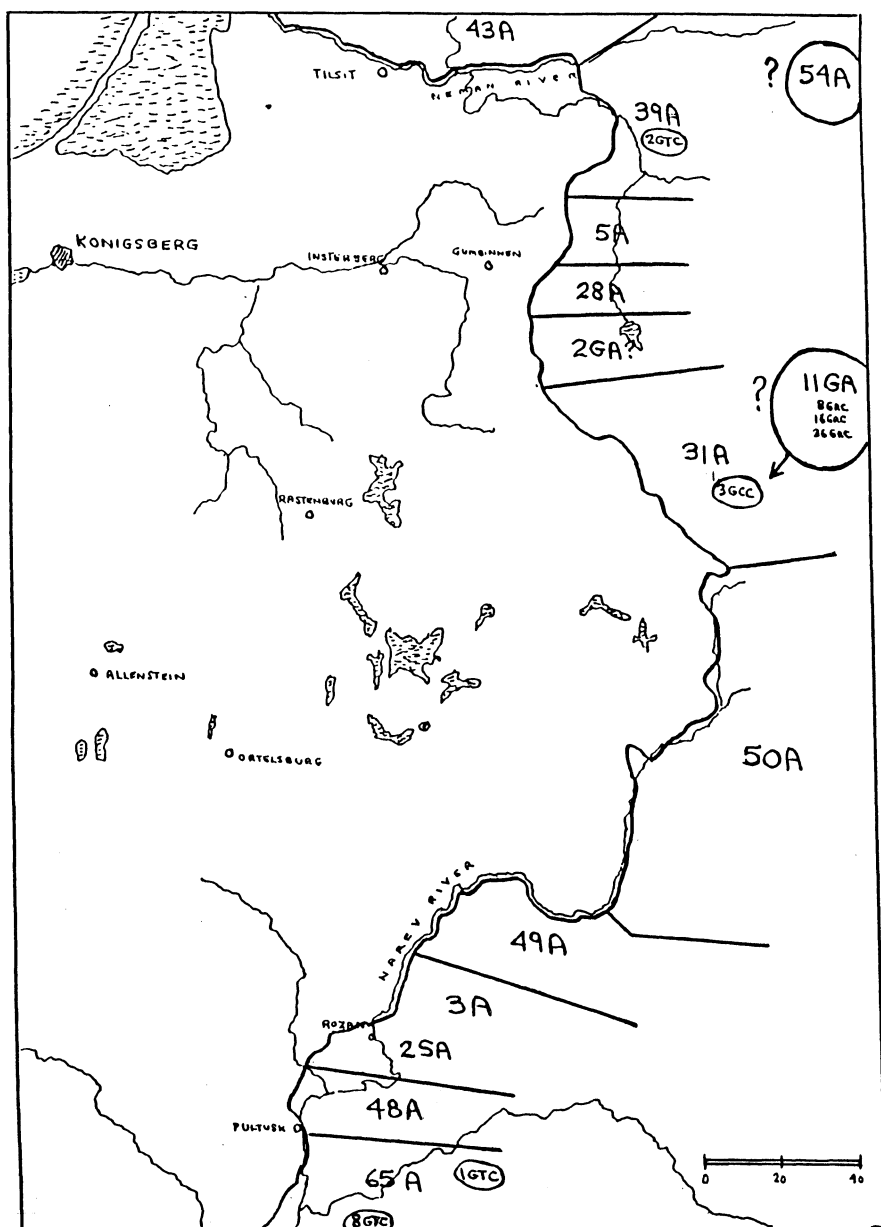 43A
TILSIT
NEMAN RIVER
? 54A
39A
2GTC
5A
KONIGSBERG
INSTERBERG
GUMBINNEN
28A
2GA?
? 11GA
8GRC
16GRC
36GRC
31A
3GCC
RASTENBURG
ALLENSTEIN
ORTELSBURG
50A
NAREV RIVER
49A
3A
ROZAN
25A
48A
PULTUSK
65A
1GTC
8GTC
0 20 40